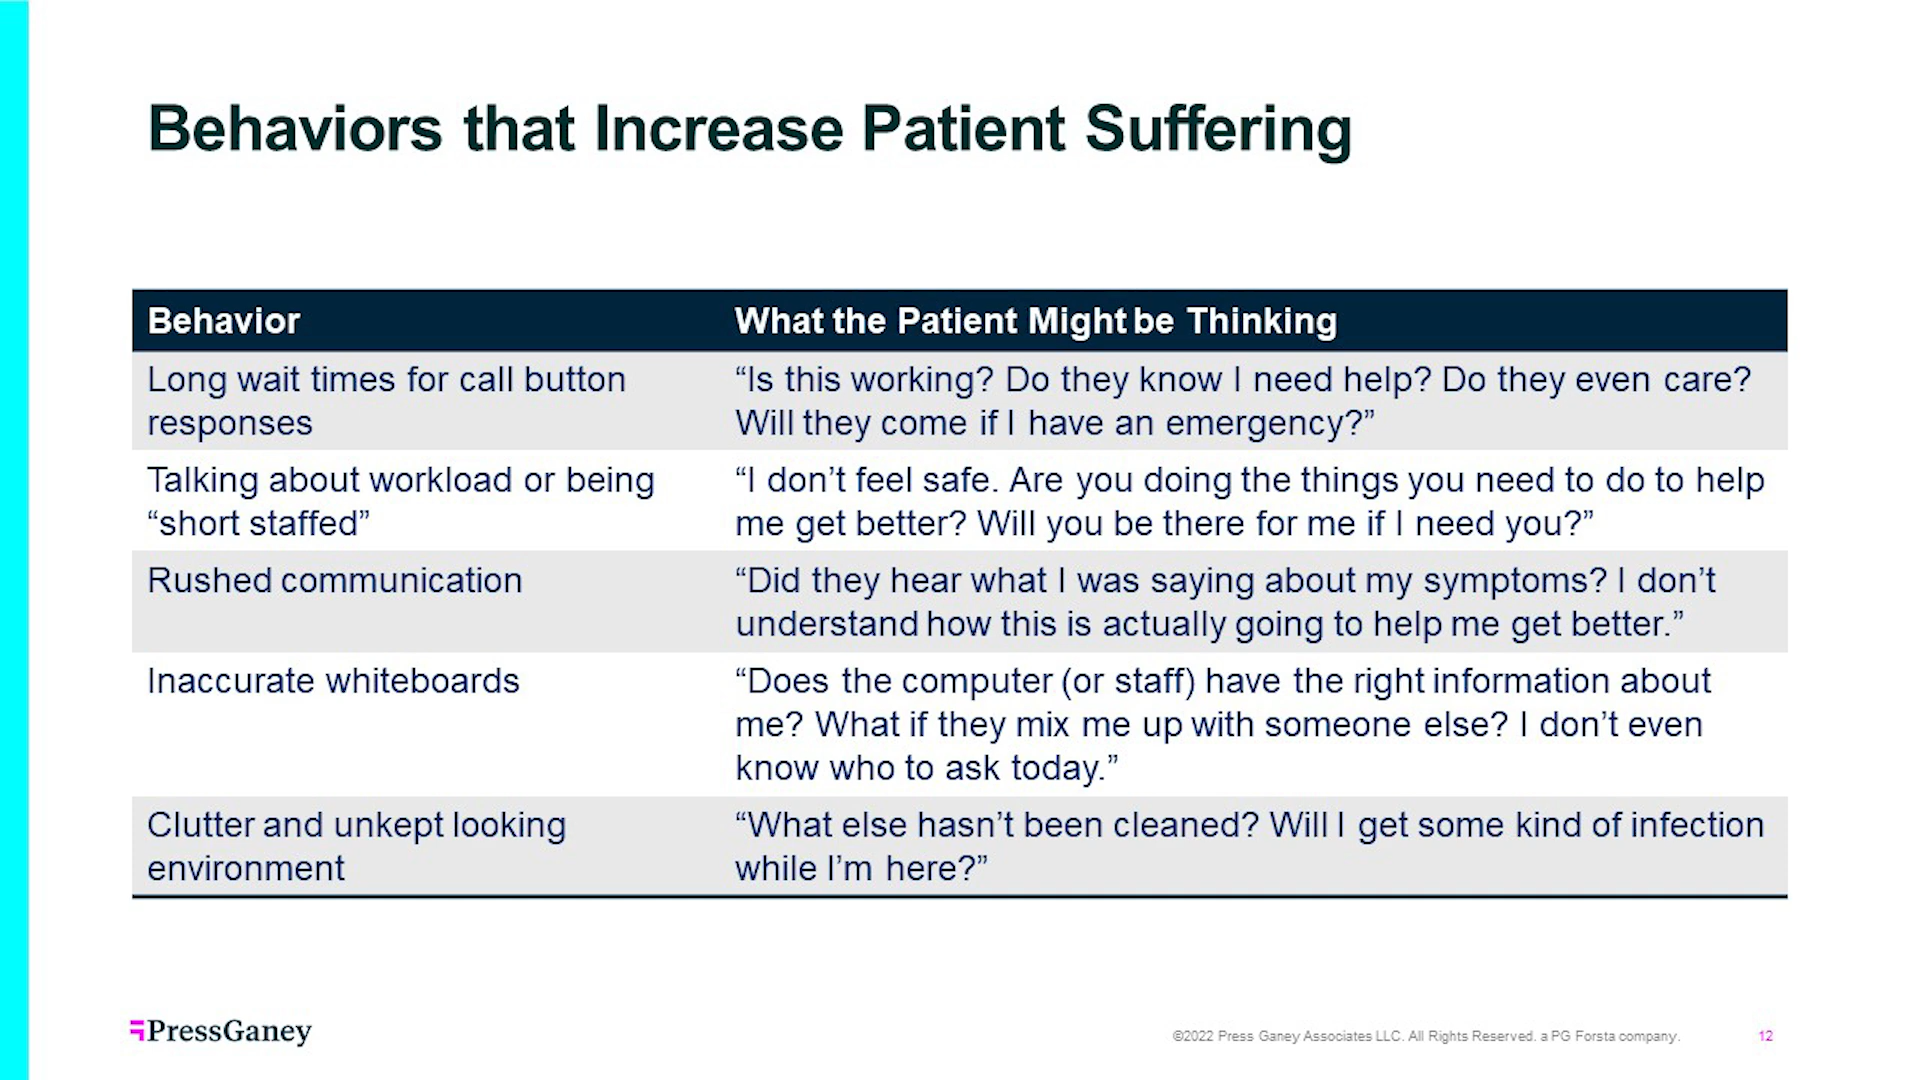 Behaviors that Increase Patient Suffering
Behavior
What the Patient Might be Thinking
Long wait times for call button
responses
“Is this working? Do they know I need help? Do they even care?
Will they come if I have an emergency?”
Talking about workload or being
“short staffed”
“I don’t feel safe. Are you doing the things you need to do to help
me get better? Will you be there for me if I need you?”
Rushed communication
“Did they hear what I was saying about my symptoms? I don’t
understand how this is actually going to help me get better.”
Inaccurate whiteboards
“Does the computer (or staff) have the right information about
me? What if they mix me up with someone else? I don’t even
know who to ask today.”
Clutter and unkept looking
environment
“What else hasn’t been cleaned? Will I get some kind of infection
while I’m here?”
PressGaney
©2022 Press Ganey Associates LLC. All Rights Reserved. a PG Forsta company.
12